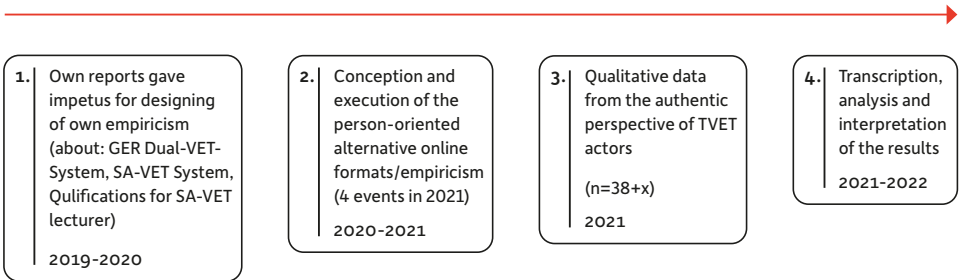 1. Own reports gave
impetus for designing
of own empiricism
(about: GER Dual-VET-
System, SA-VET System,
Qulifications for SA-VET
lecturer)
2019-2020
2. Conception and
execution of the
person-oriented
alternative online
formats/empiricism
(4 events in 2021)
2020-2021
3. Qualitative data
from the authentic
perspective of TVET
actors
(n=38+x)
2021
4. Transcription,
analysis and
interpretation
of the results
2021-2022